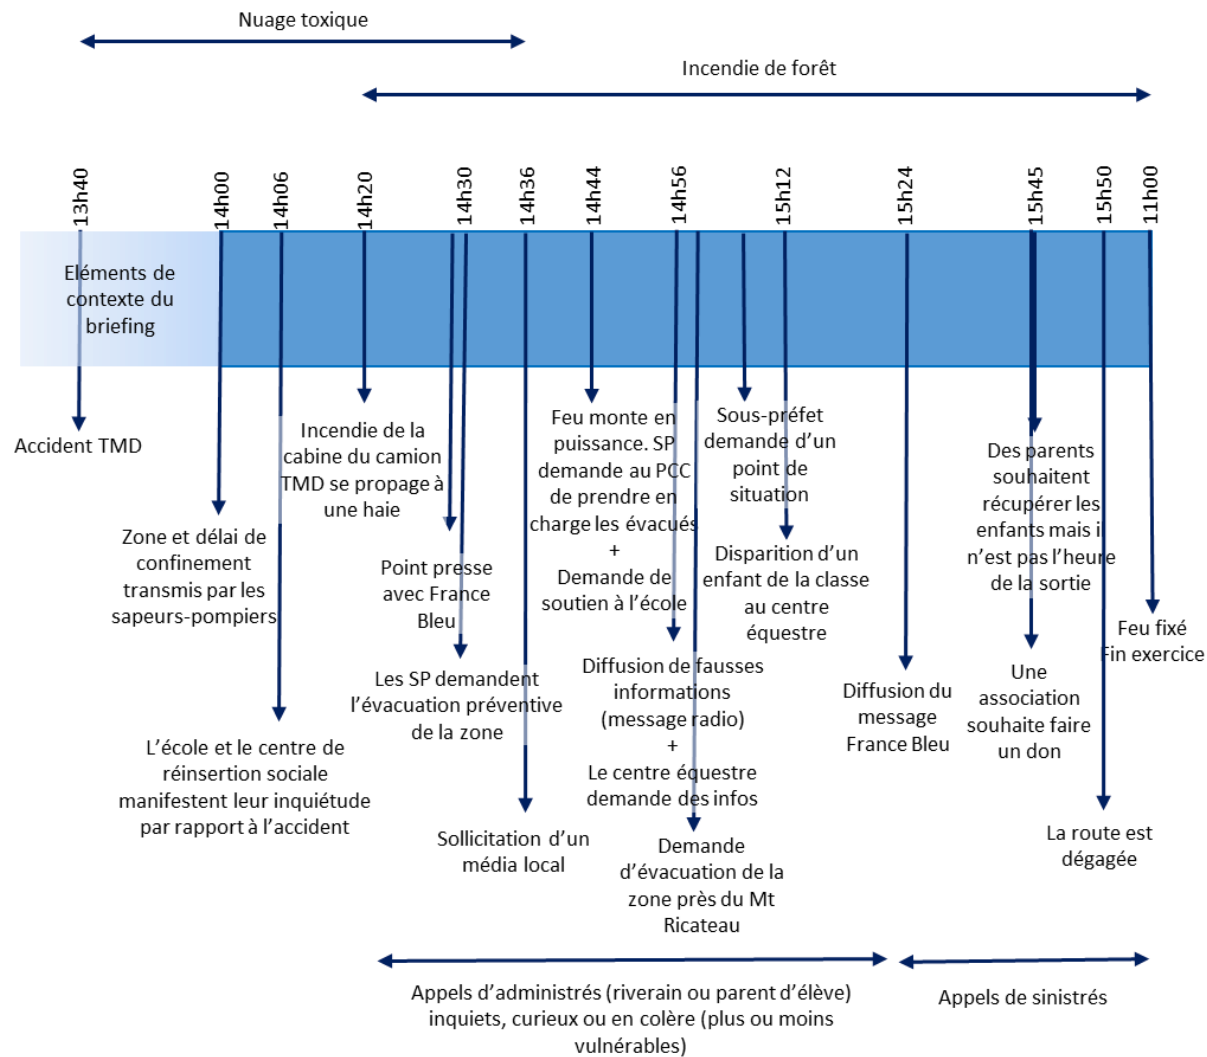 Nuage toxique
Incendie de forêt
13h40
14h00
14h06
14h20
14h30
14h36
14h44
14h56
15h12
15h24
15h45
15h50
11h00
Eléments de
contexte du
briefing
Accident TMD
Zone et délai de
confinement
transmis par les
sapeurs-pompiers
L’école et le centre de
réinsertion sociale
manifestent leur inquiétude
par rapport à l’accident
Incendie de la
cabine du camion
TMD se propage à
une haie
Point presse
avec France
Bleu
Les SP demandent
l’évacuation préventive
de la zone
Sollicitation d’un
média local
Feu monte en
puissance. SP
demande au PCC
de prendre en
charge les évacués
+
Demande de
soutien à l’école
Diffusion de fausses
informations
(message radio)
+
Le centre équestre
demande des infos
Demande
d’évacuation de la
zone près du Mt
Ricateau
Sous-préfet
demande d’un
point de
situation
Disparition d’un
enfant de la classe
au centre
équestre
Diffusion du
message
France Bleu
Des parents
souhaitent
récupérer les
enfants mais il
n’est pas l’heure
de la sortie
Une
association
souhaite faire
un don
La route est
dégagée
Feu fixé
Fin exercice
Appels d’administrés (riverain ou parent d’élève)
inquiets, curieux ou en colère (plus ou moins
vulnérables)
Appels de sinistrés